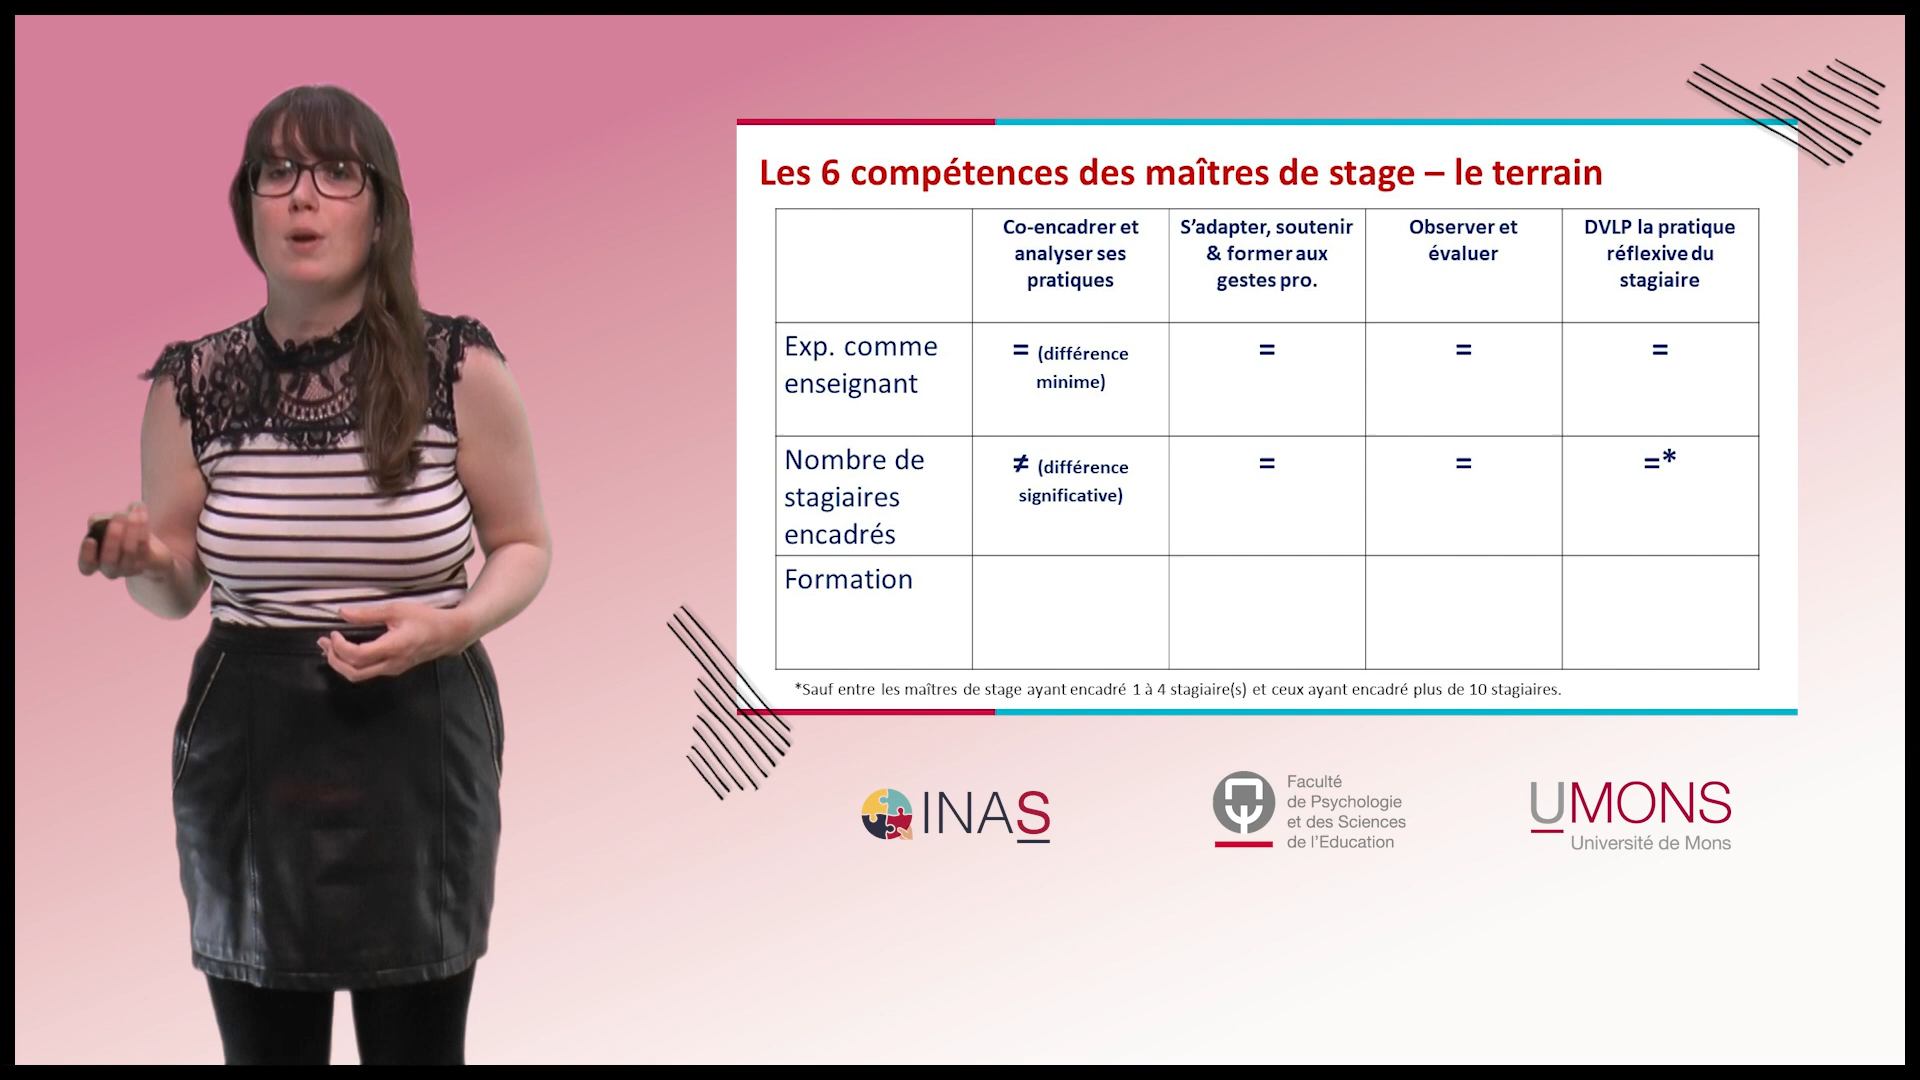 Les 6 compétences des maîtres de stage – le terrain
Co-encadrer et
analyser ses
pratiques
S’adapter, soutenir
& former aux
gestes pro.
Observer et
évaluer
DVLP la pratique
réflexive du
stagiaire
Exp. comme
enseignant
= (différence
minime)
=
=
=
Nombre de
stagiaires
encadrés
≠ (différence
significative)
=
=
=*
Formation
*Sauf entre les maîtres de stage ayant encadré 1 à 4 stagiaire(s) et ceux ayant encadré plus de 10 stagiaires.
INAS
Faculté
de Psychologie
et des Sciences
de l’Education
UMONS
Université de Mons